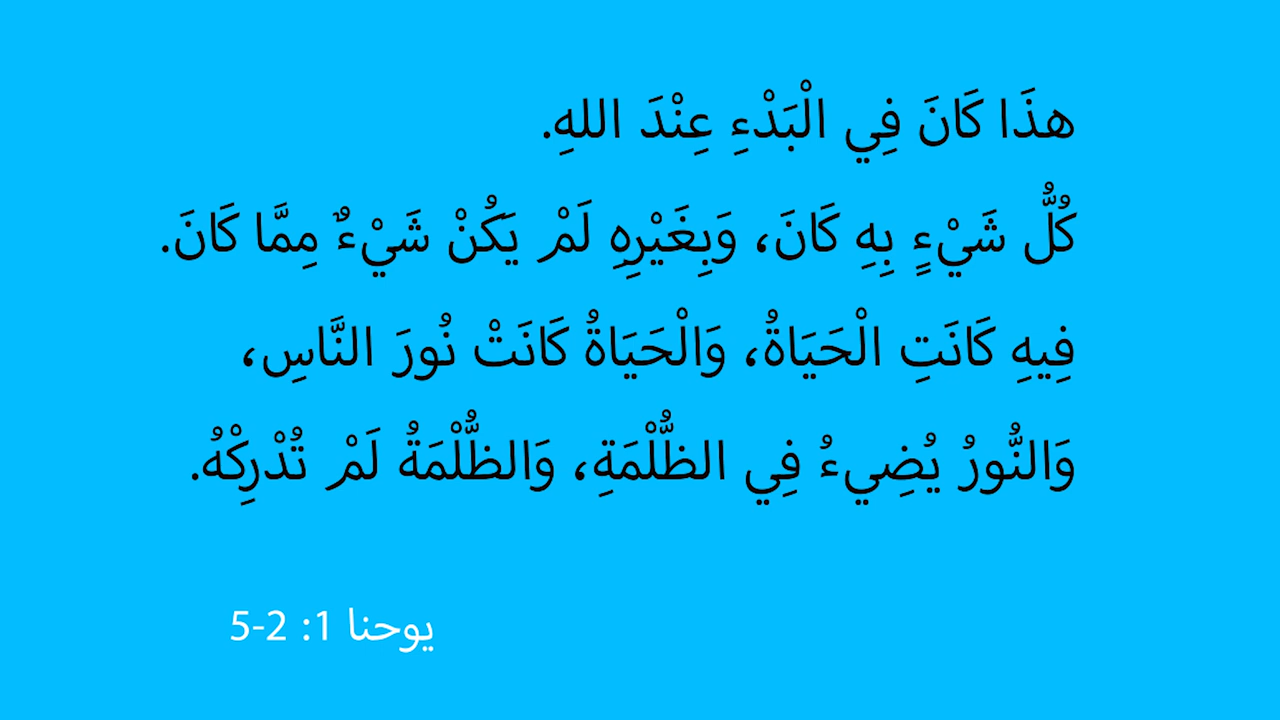 هذَا كَانَ فِي الْبَدْءِ عِنْدَ اللهِ.
كُلُّ شَيْءٍ بِهِ كَانَ، وَبِغَيْرِهِ لَمْ يَكُنْ شَيْءٌ مِمَّا كَانَ.
فِيهِ كَانَتِ الْحَيَاةُ، وَالْحَيَاةُ كَانَتْ نُورَ النَّاسِ،
وَالنُّورُ يُضِيءُ فِي الظُّلْمَةِ، وَالظُّلْمَةُ لَمْ تُدْرِكْهُ.
يوحنا 1: 2-5